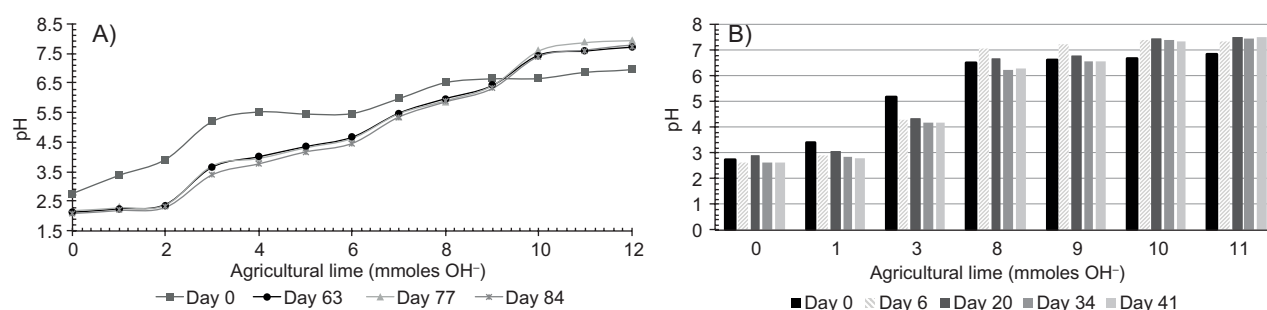 A)
8.5
7.5
6.5
5.5
4.5
3.5
2.5
1.5
pH
0 2 4 6 8 10 12
Agricultural lime (mmoles OH⁻)
Day 0 Day 63 Day 77 Day 84
B)
8
7
6
5
4
3
2
1
0
pH
0 1 3 8 9 10 11
Agricultural lime (mmoles OH⁻)
Day 0 Day 6 Day 20 Day 34 Day 41